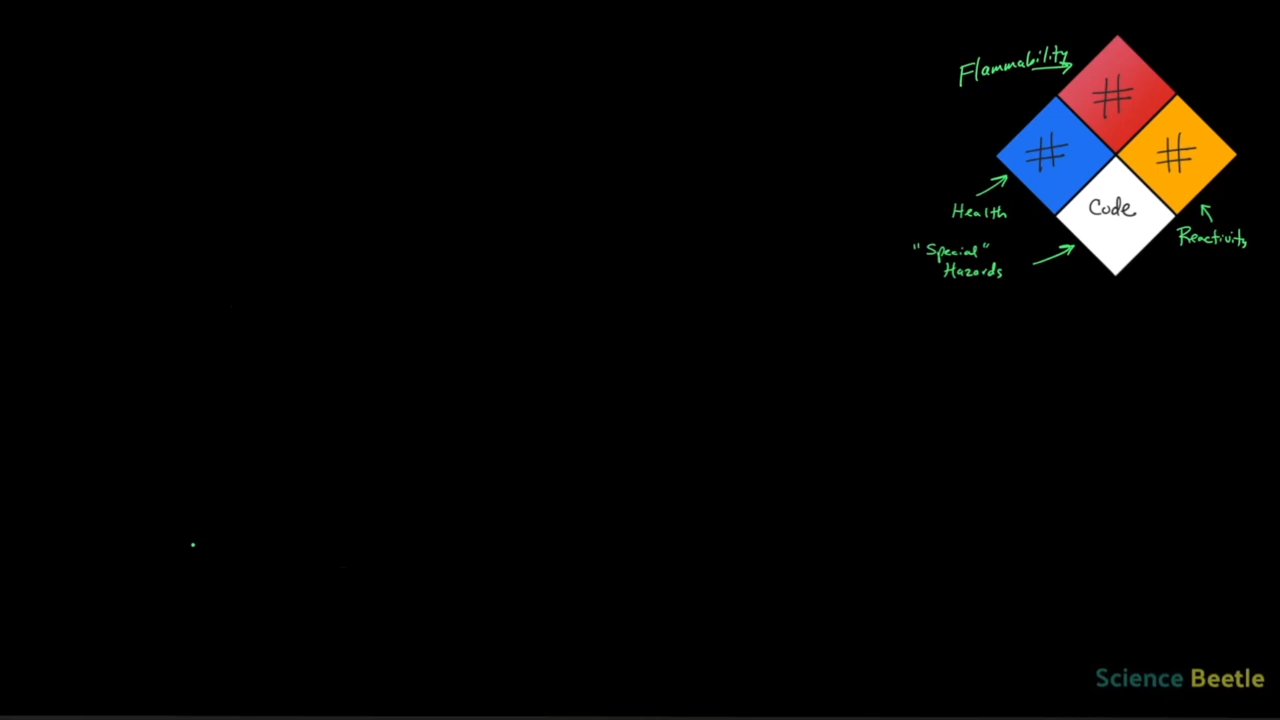 Flammability
#
# #
Code
Health
Reactivity
"Special"
Hazards
Science Beetle